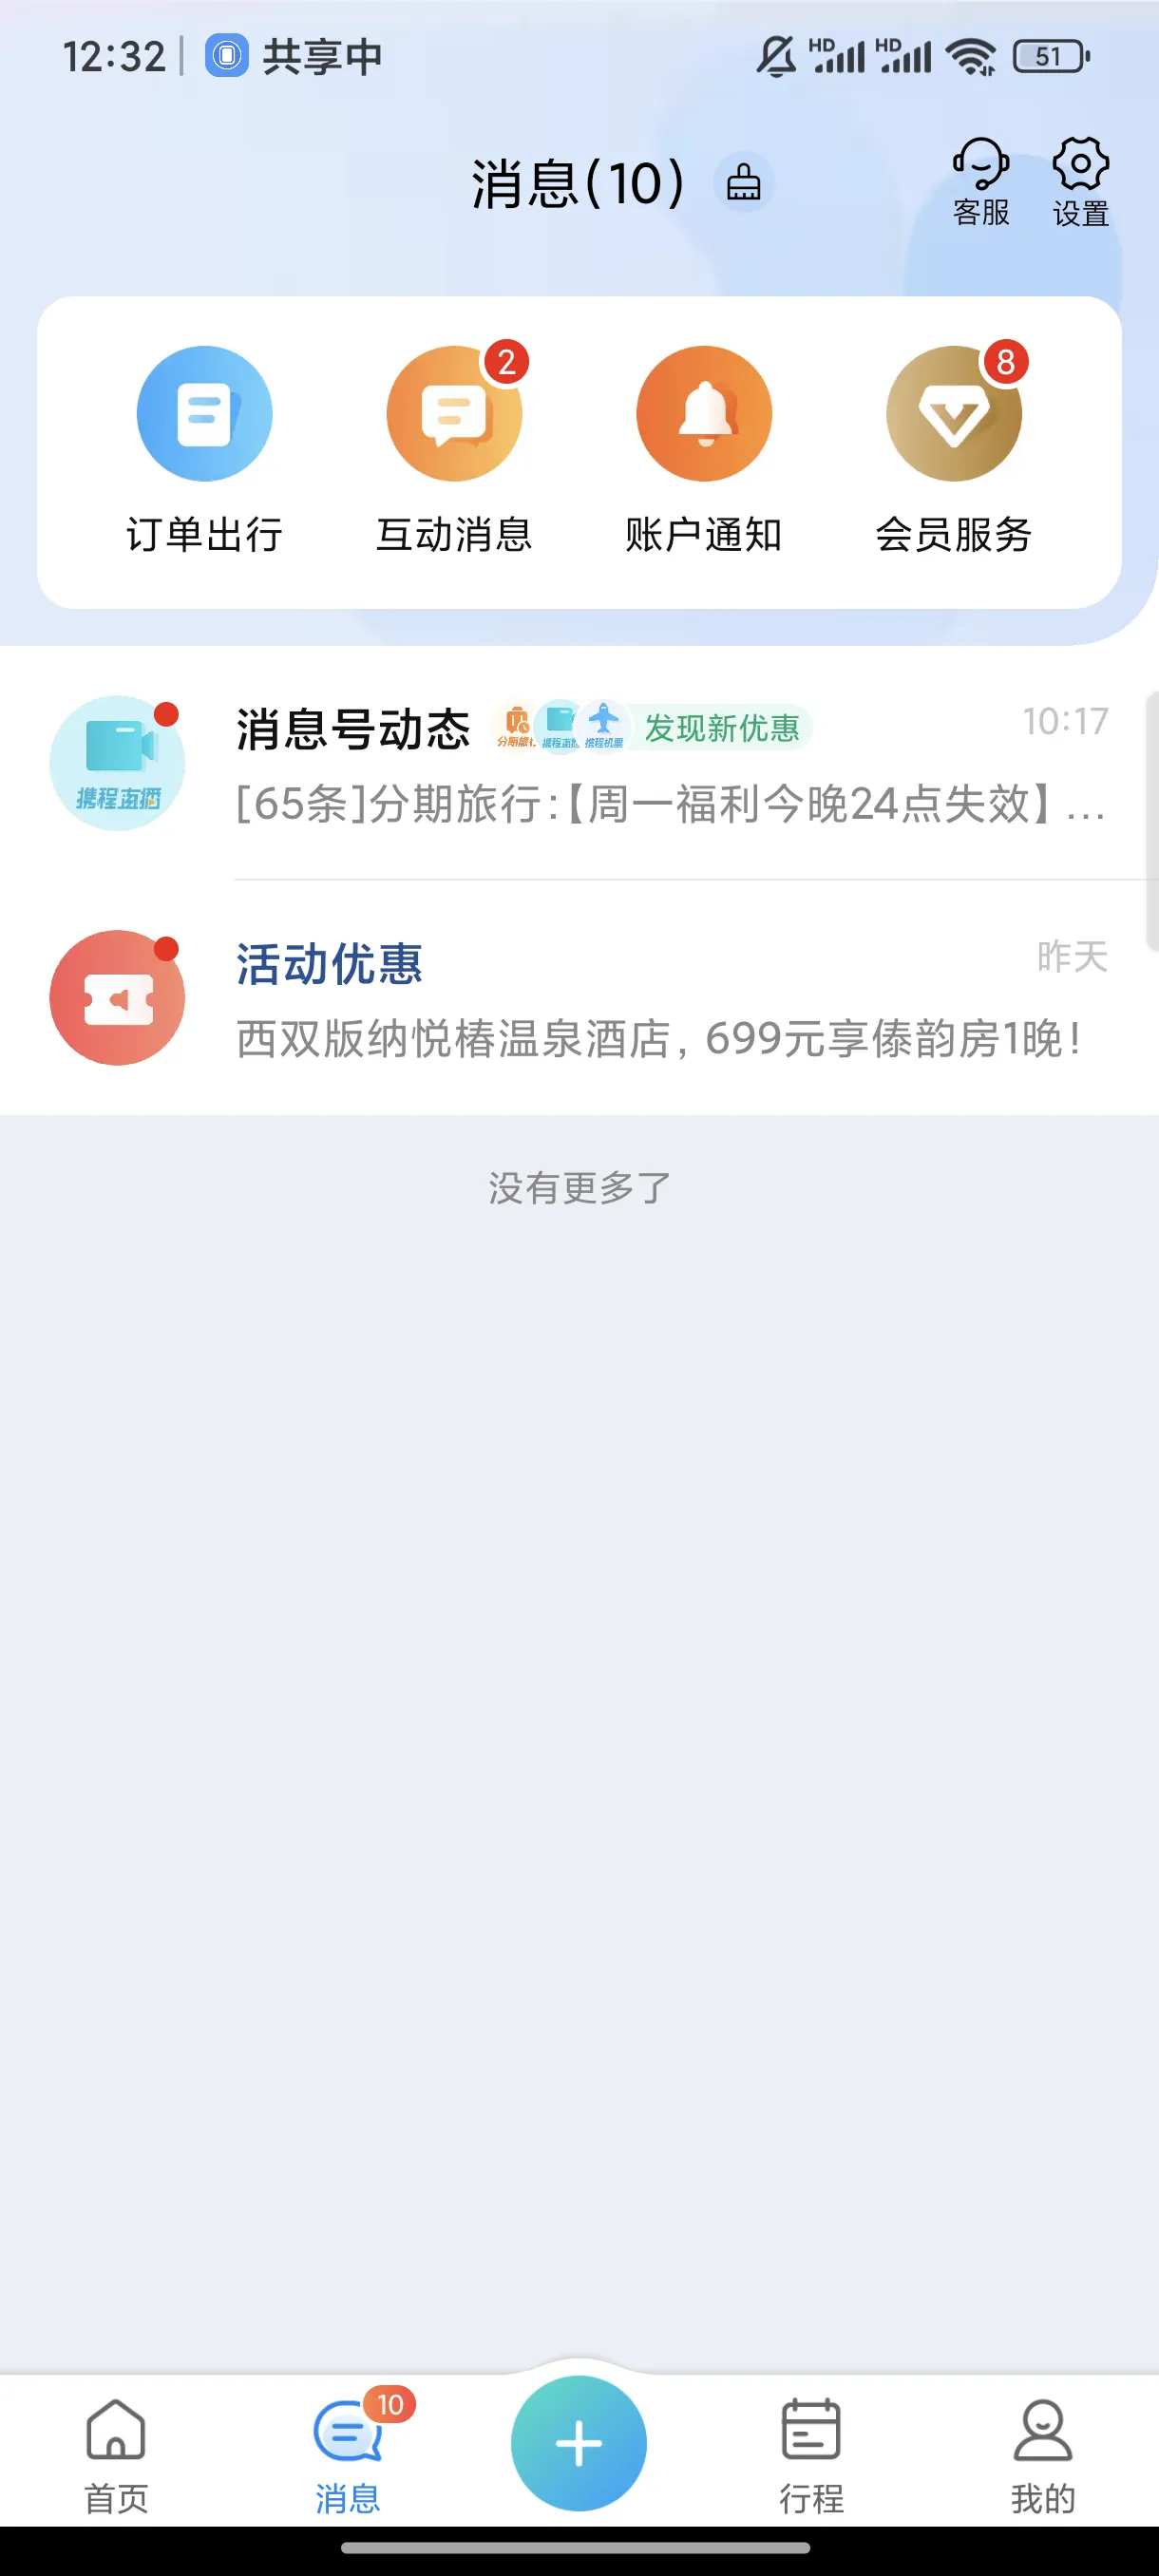 12:32 共享中 HD HD 51
消息(10)
客服 设置
2 8
订单出行 互动消息 账户通知 会员服务
消息号动态 分期旅行 携程直播 携程机票 发现新优惠 10:17
携程直播
[65条]分期旅行:【周一福利今晚24点失效】...
活动优惠 昨天
西双版纳悦椿温泉酒店，699元享傣韵房1晚！
没有更多了
10
首页 消息 行程 我的